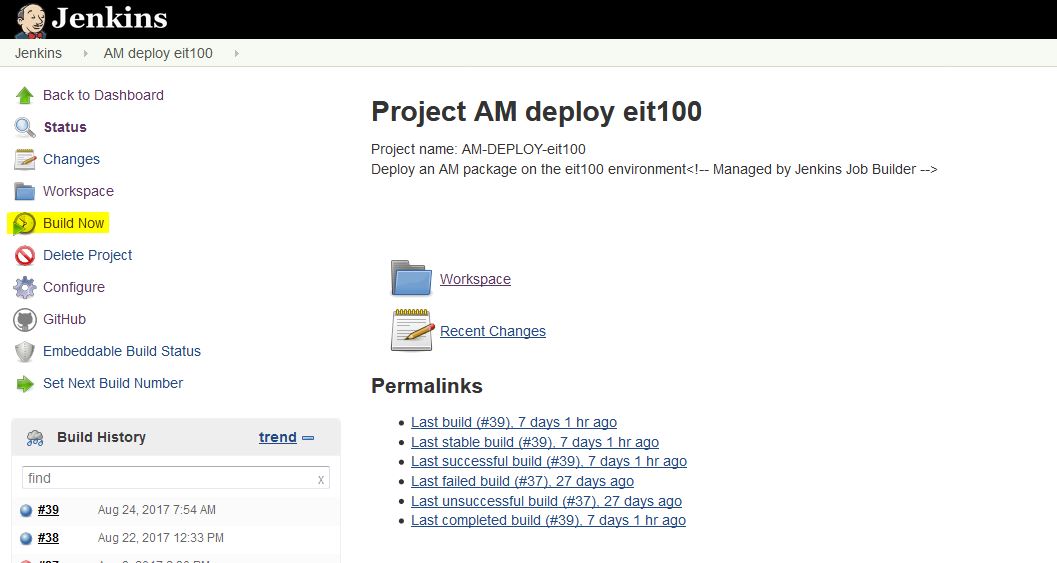 Jenkins
Jenkins AM deploy eit100
Back to Dashboard
Status
Changes
Workspace
Build Now
Delete Project
Configure
GitHub
Embeddable Build Status
Set Next Build Number
Build History trend
find x
#39 Aug 24, 2017 7:54 AM
#38 Aug 22, 2017 12:33 PM
Project AM deploy eit100
Project name: AM-DEPLOY-eit100
Deploy an AM package on the eit100 environment<!-- Managed by Jenkins Job Builder -->
Workspace
Recent Changes
Permalinks
Last build (#39), 7 days 1 hr ago
Last stable build (#39), 7 days 1 hr ago
Last successful build (#39), 7 days 1 hr ago
Last failed build (#37), 27 days ago
Last unsuccessful build (#37), 27 days ago
Last completed build (#39), 7 days 1 hr ago